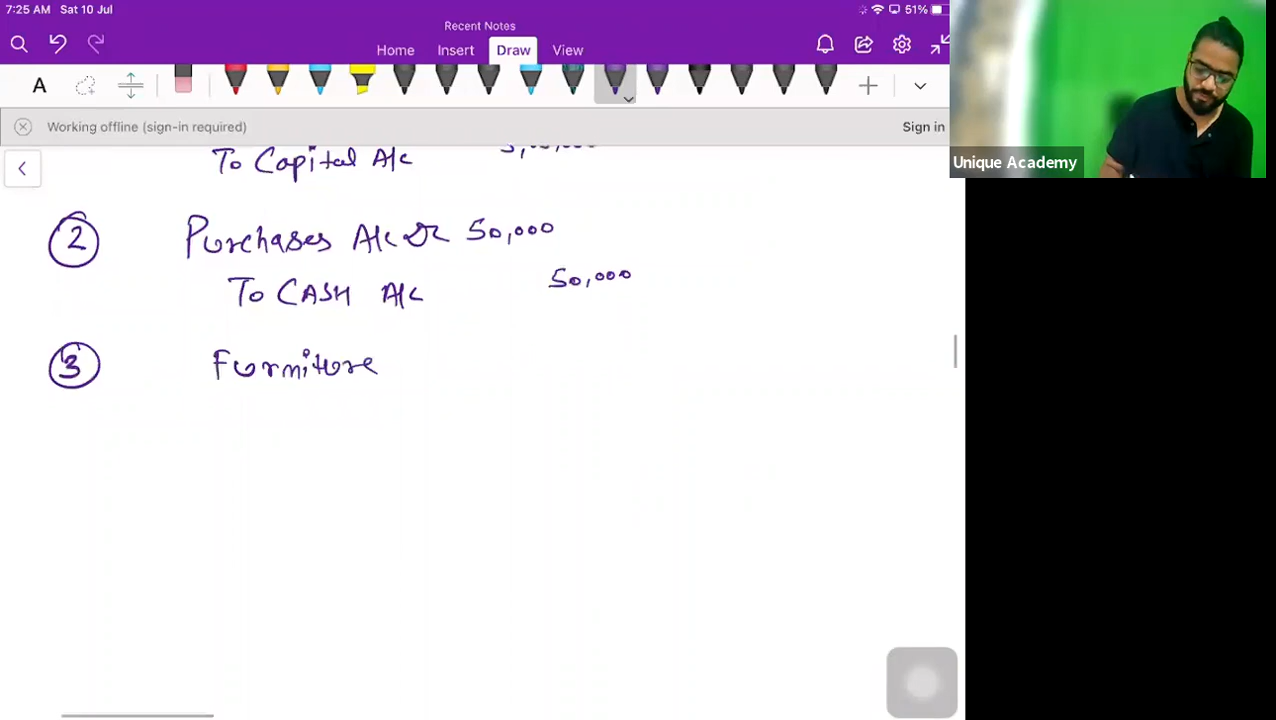 7:25 AM Sat 10 Jul
51%
Recent Notes
Home Insert Draw View
A
Working offline (sign-in required)
Sign in
Unique Academy
To Capital A/c
2 Purchases A/c Dr 50,000
To CASH A/c 50,000
3 Furniture